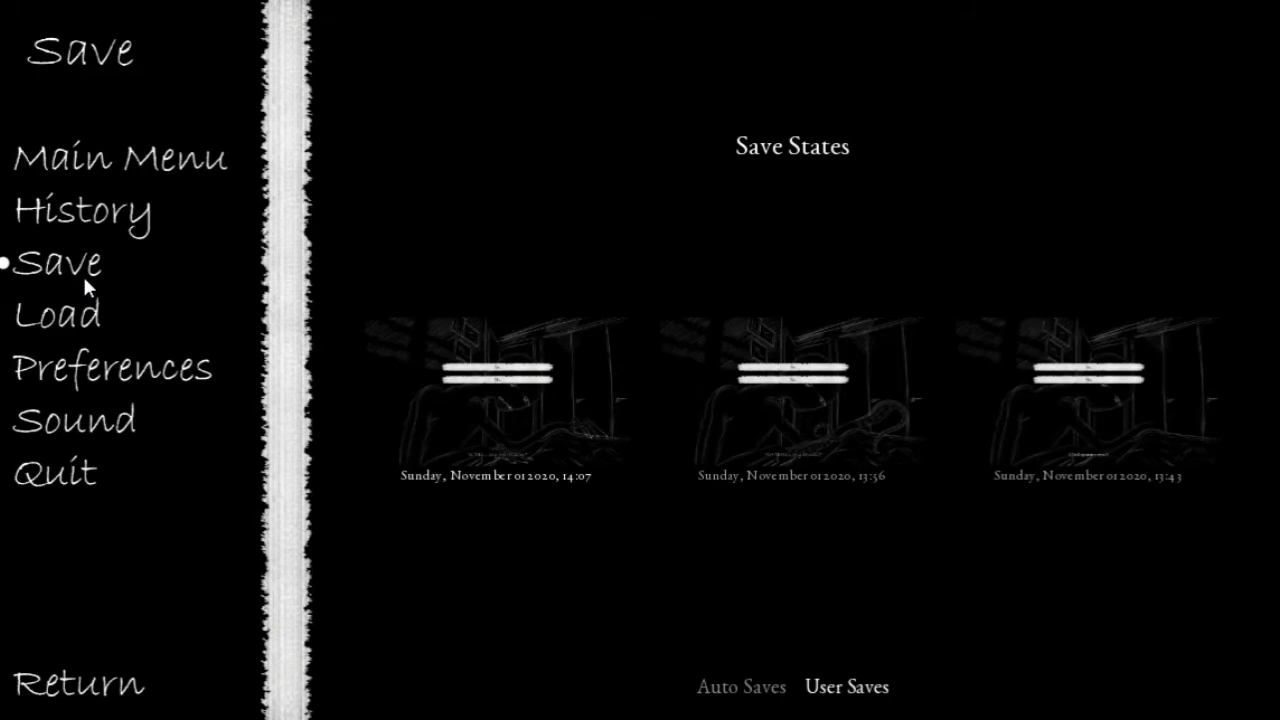 Save
Main Menu
History
Save
Load
Preferences
Sound
Quit
Return
Save States
Sunday, November 01 2020, 14:07
Sunday, November 01 2020, 13:56
Sunday, November 01 2020, 13:43
Auto Saves
User Saves